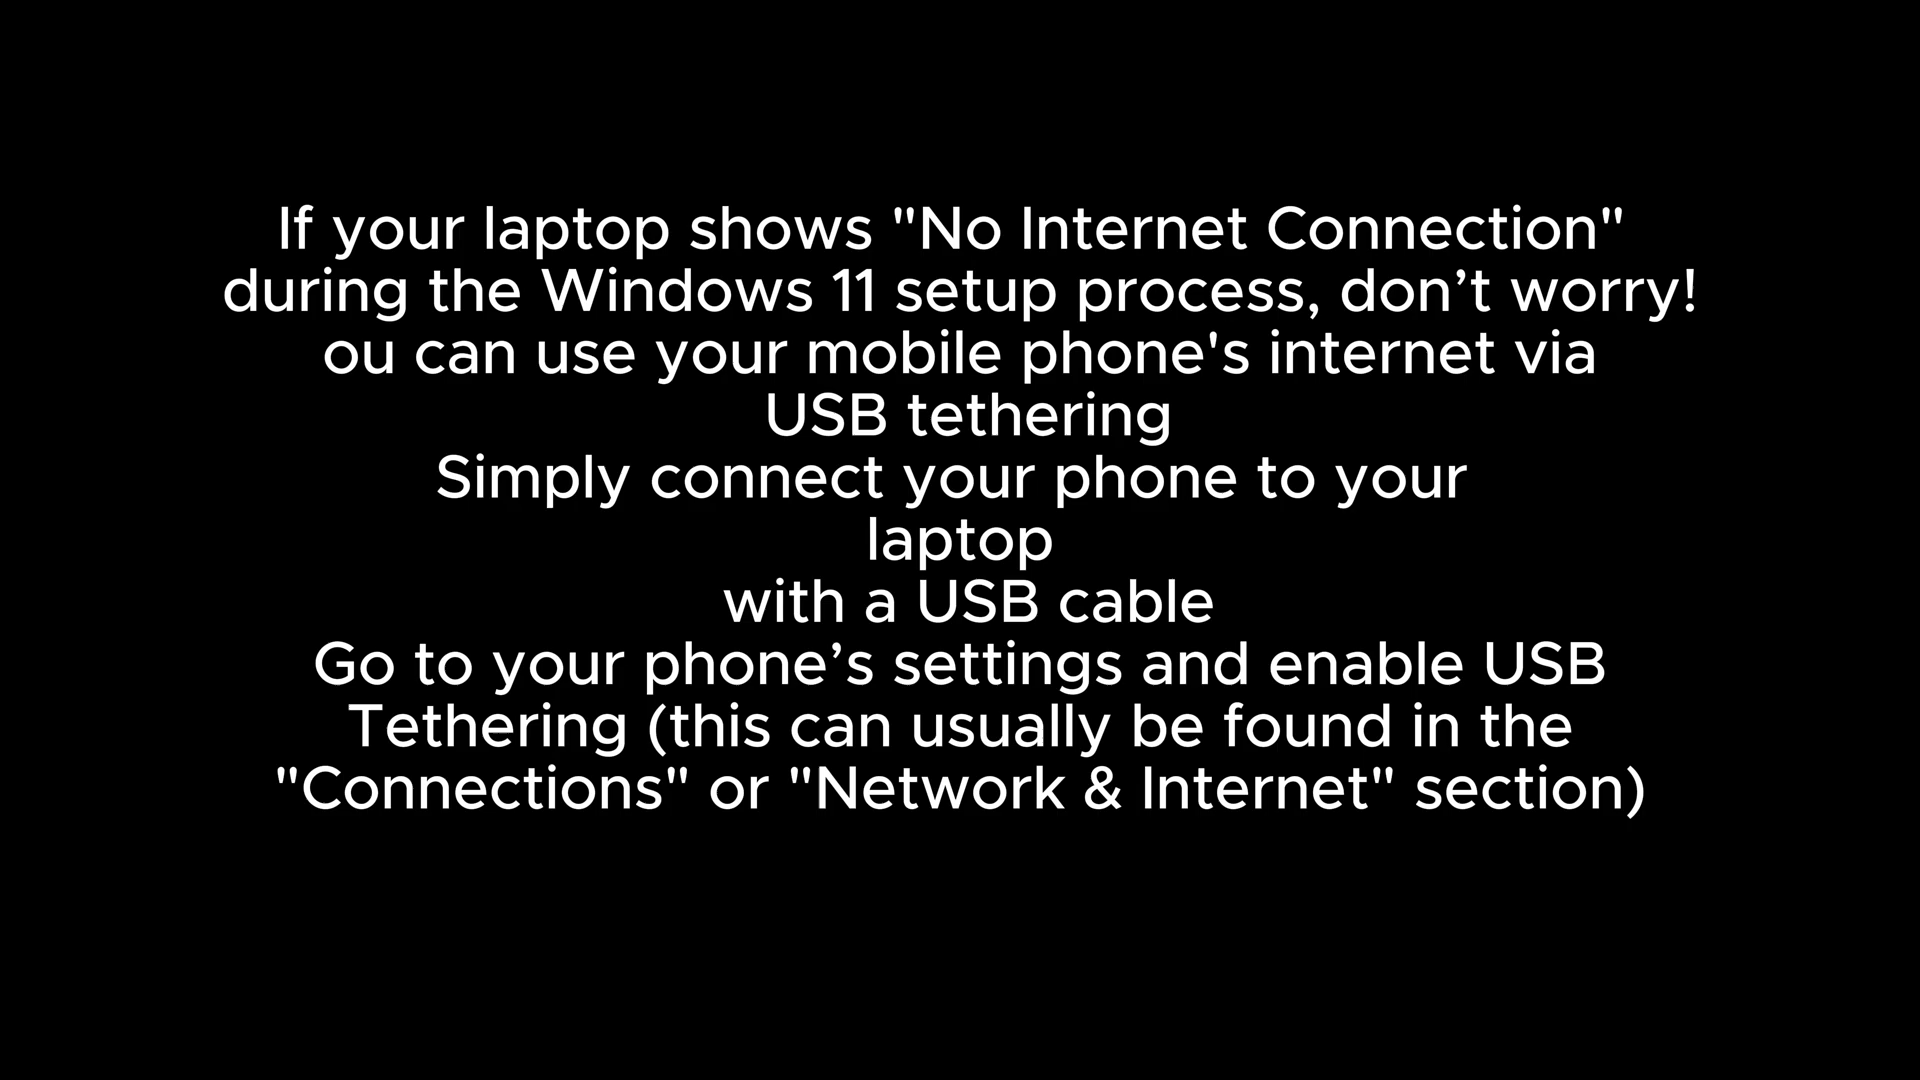 If your laptop shows "No Internet Connection"
during the Windows 11 setup process, don’t worry!
ou can use your mobile phone's internet via
USB tethering
Simply connect your phone to your
laptop
with a USB cable
Go to your phone’s settings and enable USB
Tethering (this can usually be found in the
"Connections" or "Network & Internet" section)